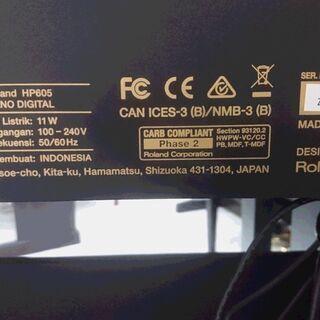 and HP605
NO DIGITAL
Listrik: 11 W
gangan: 100 - 240V
ekuensi: 50/60Hz
embuat: INDONESIA
FC CE
CAN ICES-3 (B)/NMB-3 (B)
CARB COMPLIANT
Phase 2
Roland Corporation
Section 93120.2
HWPW-VC/CC
PB, MDF, T-MDF
soe-cho, Kita-ku, Hamamatsu, Shizuoka 431-1304, JAPAN
SER.
Z
MAD
DESI
Rol